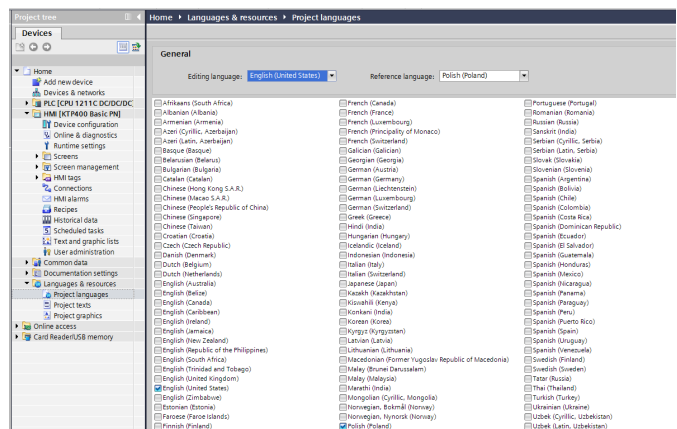 Project tree
Devices
Home
Add new device
Devices & networks
PLC [CPU 1211C DC/DC/DC]
HMI [KTP400 Basic PN]
Device configuration
Online & diagnostics
Runtime settings
Screens
Screen management
HMI tags
Connections
HMI alarms
Recipes
Historical data
Scheduled tasks
Text and graphic lists
User administration
Common data
Documentation settings
Languages & resources
Project languages
Project texts
Project graphics
Online access
Card Reader/USB memory
Home Languages & resources Project languages
General
Editing language: English (United States) Reference language: Polish (Poland)
Afrikaans (South Africa)
Albanian (Albania)
Armenian (Armenia)
Azeri (Cyrillic, Azerbaijan)
Azeri (Latin, Azerbaijan)
Basque (Basque)
Belarusian (Belarus)
Bulgarian (Bulgaria)
Catalan (Catalan)
Chinese (Hong Kong S.A.R.)
Chinese (Macao S.A.R.)
Chinese (People's Republic of China)
Chinese (Singapore)
Chinese (Taiwan)
Croatian (Croatia)
Czech (Czech Republic)
Danish (Denmark)
Dutch (Belgium)
Dutch (Netherlands)
English (Australia)
English (Belize)
English (Canada)
English (Caribbean)
English (Ireland)
English (Jamaica)
English (New Zealand)
English (Republic of the Philippines)
English (South Africa)
English (Trinidad and Tobago)
English (United Kingdom)
English (United States)
English (Zimbabwe)
Estonian (Estonia)
Faroese (Faroe Islands)
Finnish (Finland)
French (Canada)
French (France)
French (Luxembourg)
French (Principality of Monaco)
French (Switzerland)
Galician (Galician)
Georgian (Georgia)
German (Austria)
German (Germany)
German (Liechtenstein)
German (Luxembourg)
German (Switzerland)
Greek (Greece)
Hindi (India)
Hungarian (Hungary)
Icelandic (Iceland)
Indonesian (Indonesia)
Italian (Italy)
Italian (Switzerland)
Japanese (Japan)
Kazakh (Kazakhstan)
Kiswahili (Kenya)
Konkani (India)
Korean (Korea)
Kyrgyz (Kyrgyzstan)
Latvian (Latvia)
Lithuanian (Lithuania)
Macedonian (Former Yugoslav Republic of Macedonia)
Malay (Brunei Darussalam)
Malay (Malaysia)
Marathi (India)
Mongolian (Cyrillic, Mongolia)
Norwegian, Bokmål (Norway)
Norwegian, Nynorsk (Norway)
Polish (Poland)
Portuguese (Portugal)
Romanian (Romania)
Russian (Russia)
Sanskrit (India)
Serbian (Cyrillic, Serbia)
Serbian (Latin, Serbia)
Slovak (Slovakia)
Slovenian (Slovenia)
Spanish (Argentina)
Spanish (Bolivia)
Spanish (Chile)
Spanish (Colombia)
Spanish (Costa Rica)
Spanish (Dominican Republic)
Spanish (Ecuador)
Spanish (El Salvador)
Spanish (Guatemala)
Spanish (Honduras)
Spanish (Mexico)
Spanish (Nicaragua)
Spanish (Panama)
Spanish (Paraguay)
Spanish (Peru)
Spanish (Puerto Rico)
Spanish (Spain)
Spanish (Uruguay)
Spanish (Venezuela)
Swedish (Finland)
Swedish (Sweden)
Tatar (Russia)
Thai (Thailand)
Turkish (Turkey)
Ukrainian (Ukraine)
Uzbek (Cyrillic, Uzbekistan)
Uzbek (Latin, Uzbekistan)